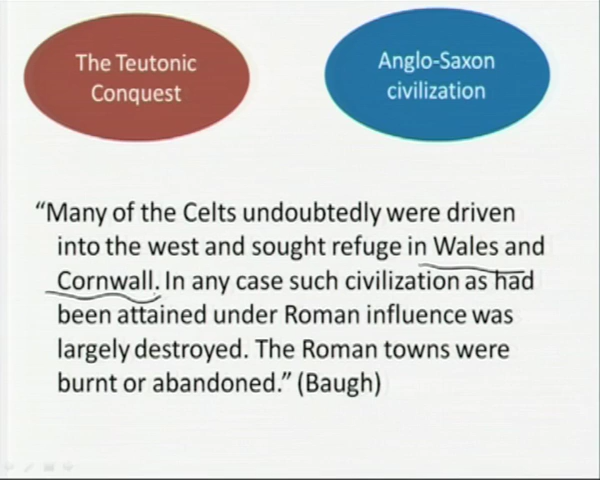 The Teutonic
Conquest
Anglo-Saxon
civilization
“Many of the Celts undoubtedly were driven
into the west and sought refuge in Wales and
Cornwall. In any case such civilization as had
been attained under Roman influence was
largely destroyed. The Roman towns were
burnt or abandoned.” (Baugh)